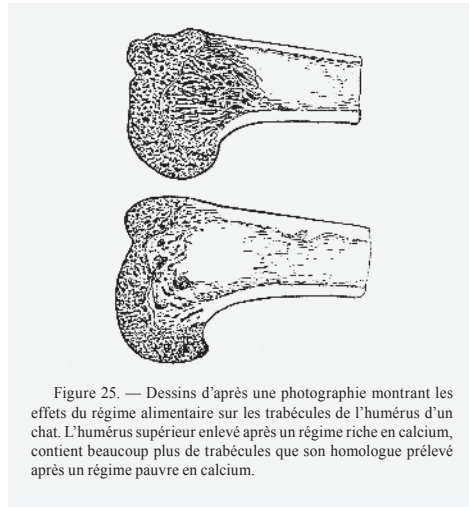 Figure 25. — Dessins d'après une photographie montrant les
effets du régime alimentaire sur les trabécules de l'humérus d'un
chat. L'humérus supérieur enlevé après un régime riche en calcium,
contient beaucoup plus de trabécules que son homologue prélevé
après un régime pauvre en calcium.